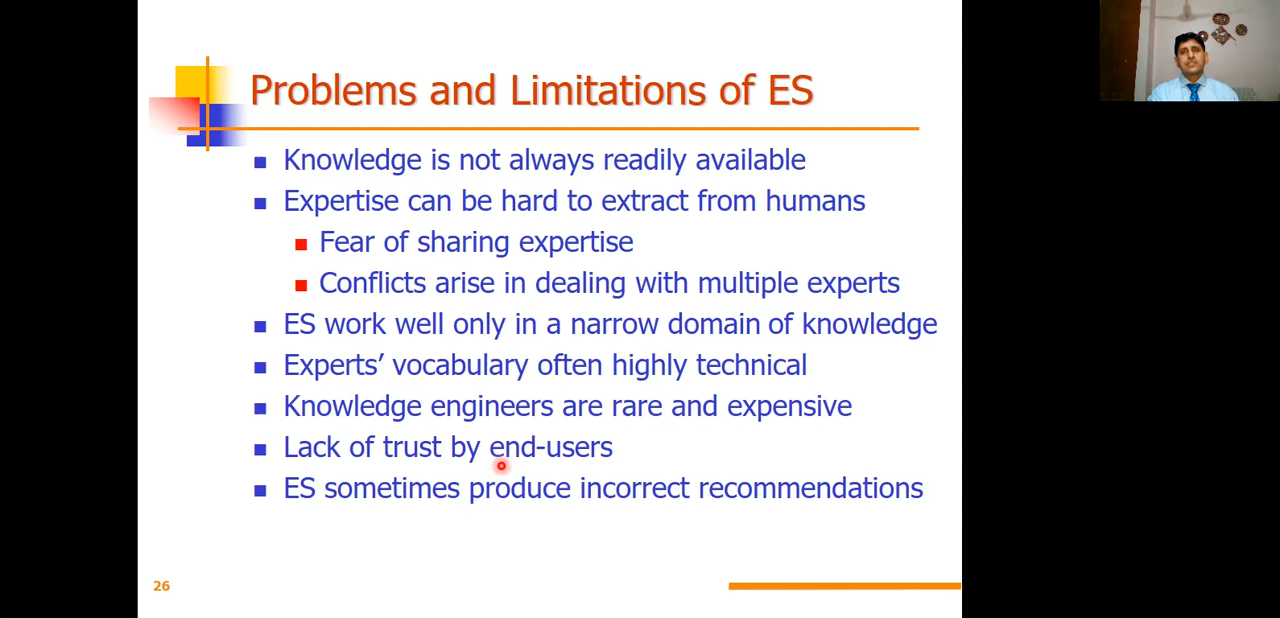 Problems and Limitations of ES
Knowledge is not always readily available
Expertise can be hard to extract from humans
Fear of sharing expertise
Conflicts arise in dealing with multiple experts
ES work well only in a narrow domain of knowledge
Experts’ vocabulary often highly technical
Knowledge engineers are rare and expensive
Lack of trust by end-users
ES sometimes produce incorrect recommendations
26